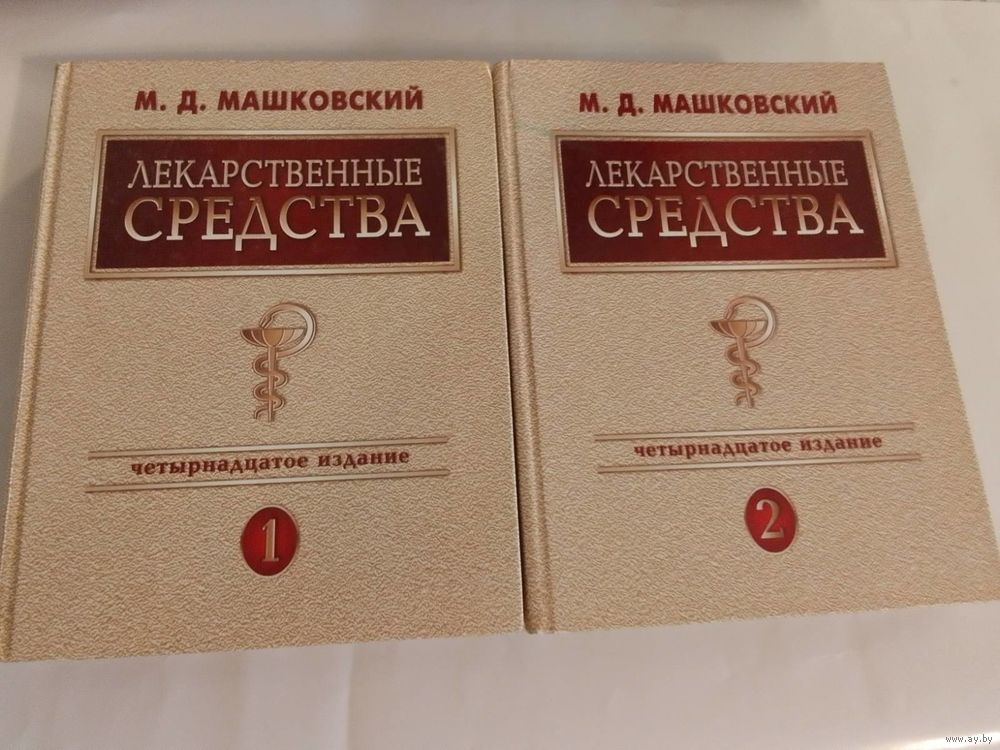 М. Д. МАШКОВСКИЙ
ЛЕКАРСТВЕННЫЕ
СРЕДСТВА
четырнадцатое издание
1
М. Д. МАШКОВСКИЙ
ЛЕКАРСТВЕННЫЕ
СРЕДСТВА
четырнадцатое издание
2
www.ay.by